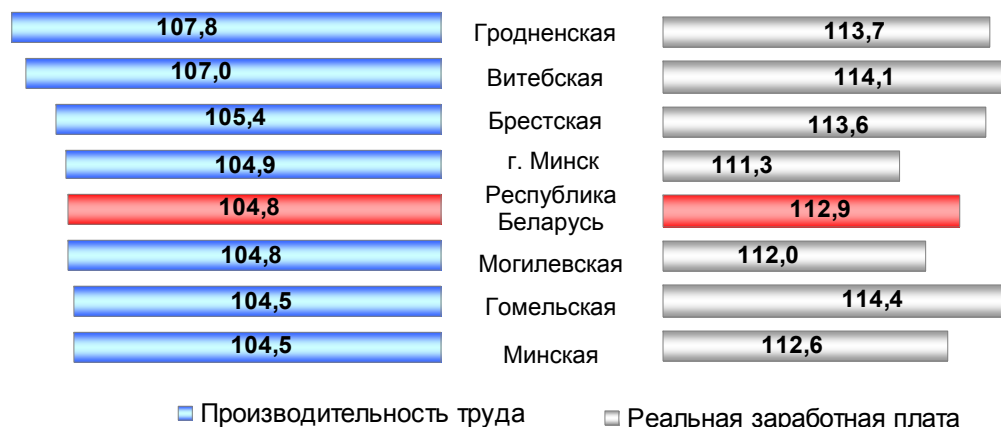 107,8 Гродненская 113,7
107,0 Витебская 114,1
105,4 Брестская 113,6
104,9 г. Минск 111,3
104,8 Республика Беларусь 112,9
104,8 Могилевская 112,0
104,5 Гомельская 114,4
104,5 Минская 112,6
Производительность труда Реальная заработная плата